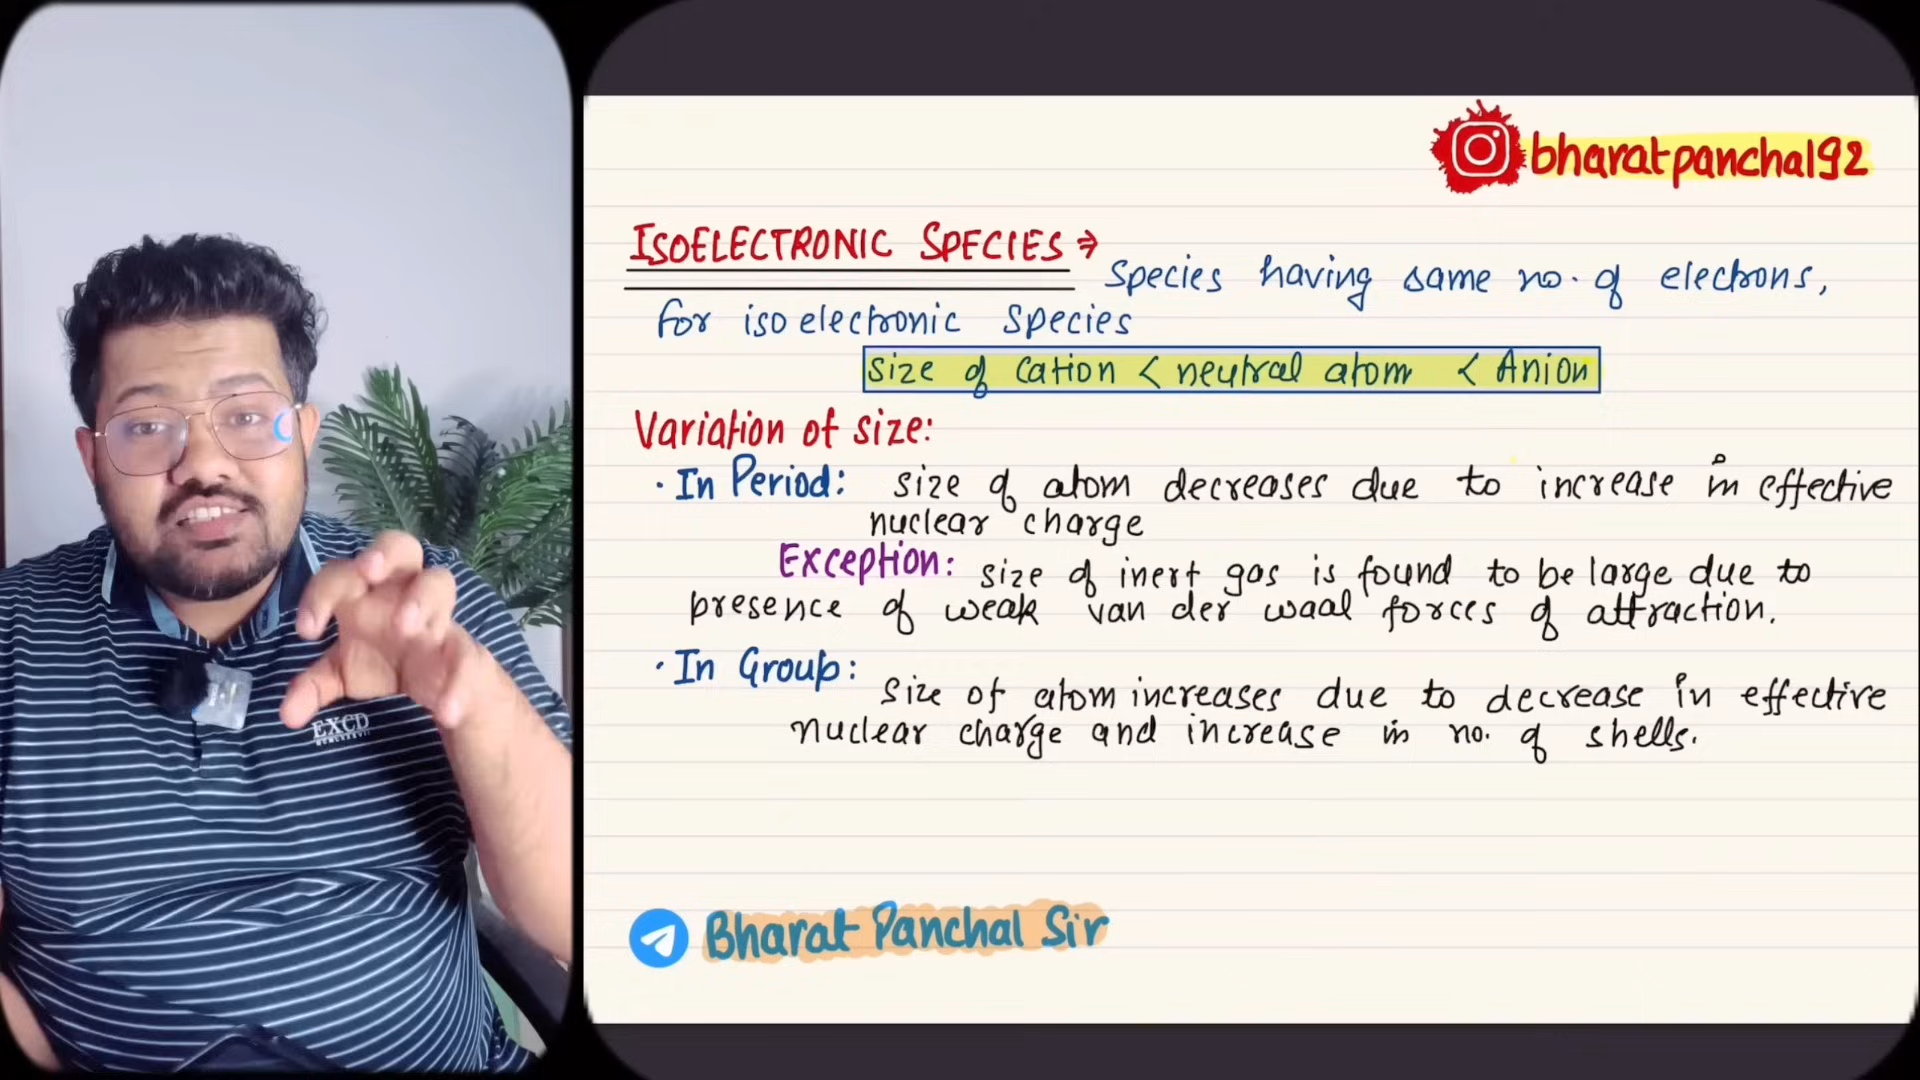 bharatpanchal92
ISOELECTRONIC SPECIES ⇒
Species having same no. of electrons,
for isoelectronic species
size of cation < neutral atom < Anion
Variation of size:
· In Period: size of atom decreases due to increase in effective
nuclear charge
Exception: size of inert gas is found to be large due to
presence of weak van der waal forces of attraction.
· In Group:
size of atom increases due to decrease in effective
nuclear charge and increase in no. of shells.
EXCD
Bharat Panchal Sir